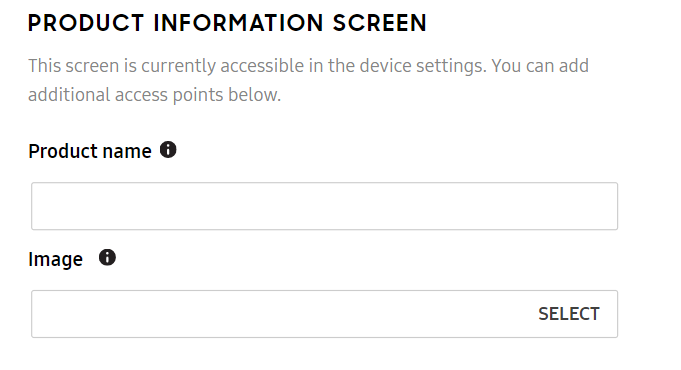 PRODUCT INFORMATION SCREEN
This screen is currently accessible in the device settings. You can add
additional access points below.
Product name
Image
SELECT